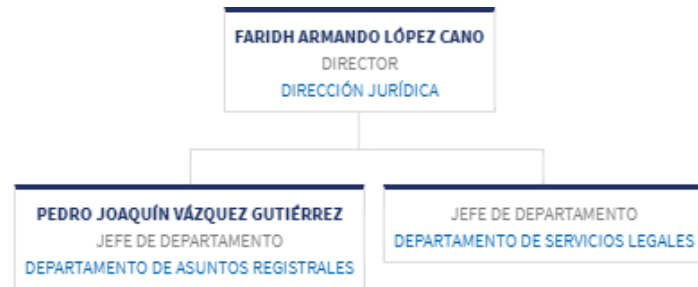 FARIDH ARMANDO LÓPEZ CANO
DIRECTOR
DIRECCIÓN JURÍDICA
PEDRO JOAQUÍN VÁZQUEZ GUTIÉRREZ
JEFE DE DEPARTAMENTO
DEPARTAMENTO DE ASUNTOS REGISTRALES
JEFE DE DEPARTAMENTO
DEPARTAMENTO DE SERVICIOS LEGALES